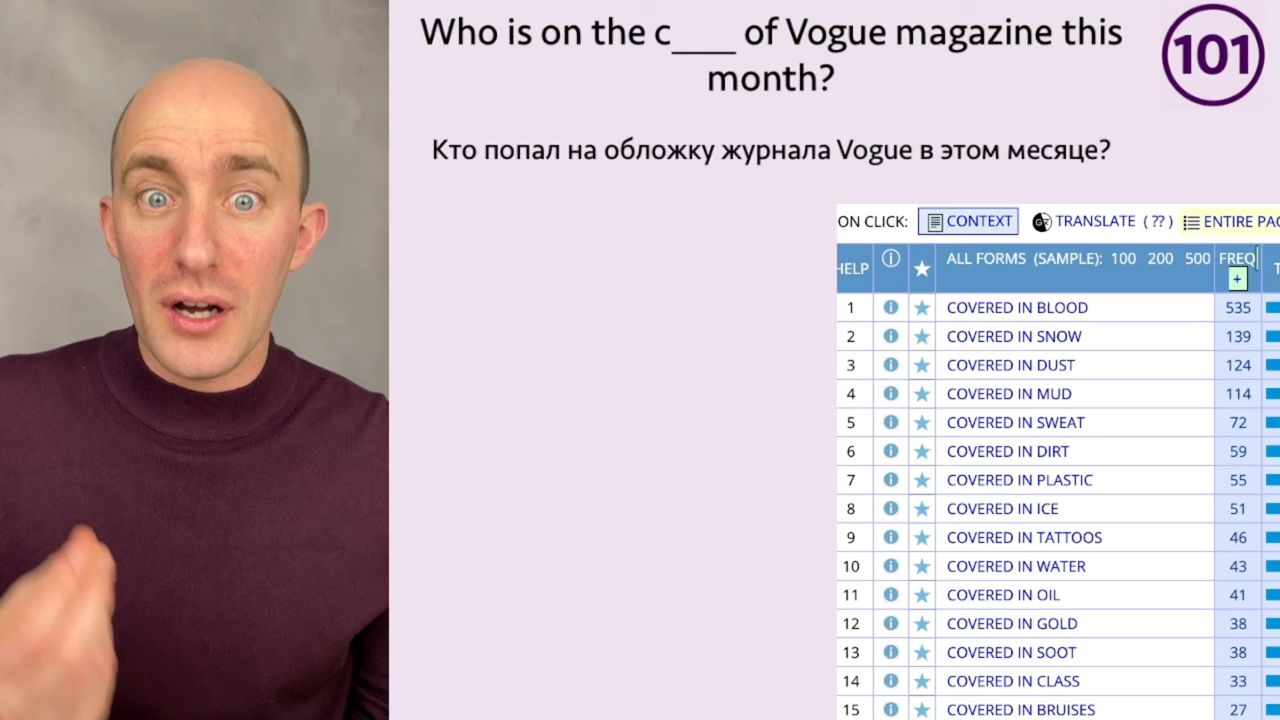 Who is on the c____ of Vogue magazine this
month?
101
Кто попал на обложку журнала Vogue в этом месяце?
ON CLICK: CONTEXT TRANSLATE (??) ENTIRE PAG
HELP ALL FORMS (SAMPLE): 100 200 500 FREQ
+
1 COVERED IN BLOOD 535
2 COVERED IN SNOW 139
3 COVERED IN DUST 124
4 COVERED IN MUD 114
5 COVERED IN SWEAT 72
6 COVERED IN DIRT 59
7 COVERED IN PLASTIC 55
8 COVERED IN ICE 51
9 COVERED IN TATTOOS 46
10 COVERED IN WATER 43
11 COVERED IN OIL 41
12 COVERED IN GOLD 38
13 COVERED IN SOOT 38
14 COVERED IN CLASS 33
15 COVERED IN BRUISES 27